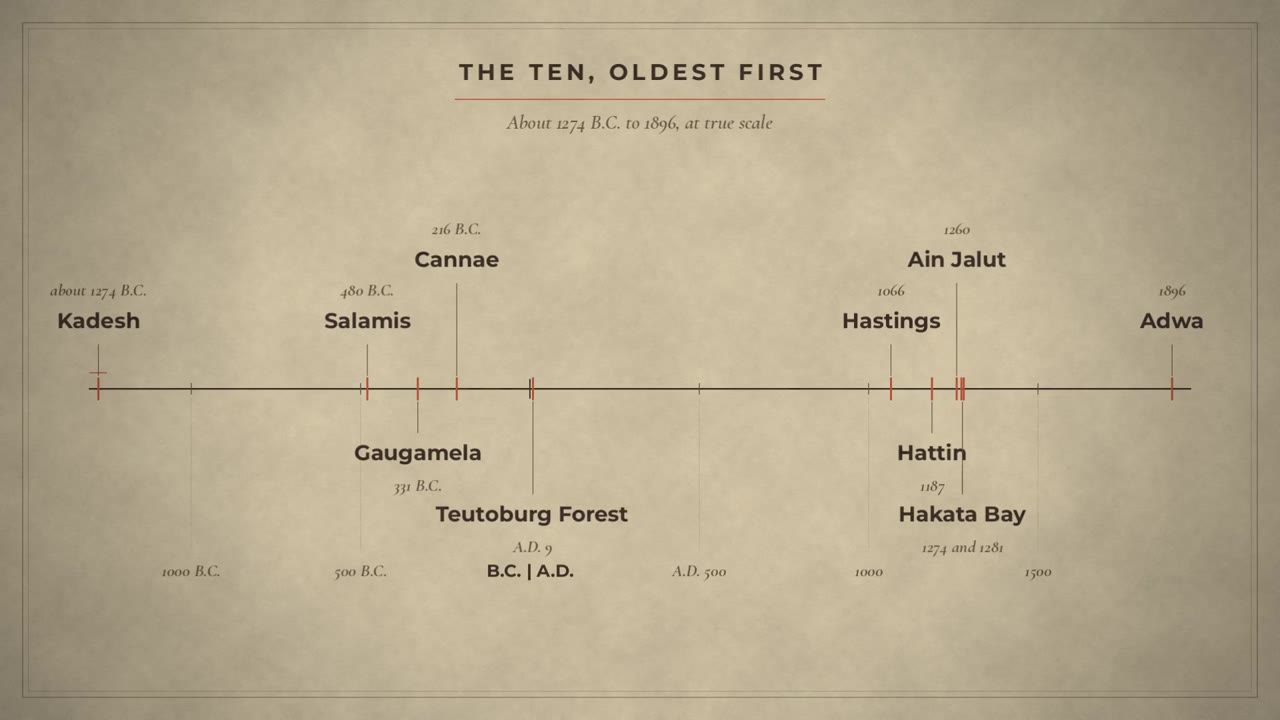 THE TEN, OLDEST FIRST
About 1274 B.C. to 1896, at true scale
216 B.C.
Cannae
1260
Ain Jalut
about 1274 B.C.
Kadesh
480 B.C.
Salamis
1066
Hastings
1896
Adwa
Gaugamela
331 B.C.
Hattin
1187
Teutoburg Forest
A.D. 9
Hakata Bay
1274 and 1281
1000 B.C.
500 B.C.
B.C. | A.D.
A.D. 500
1000
1500